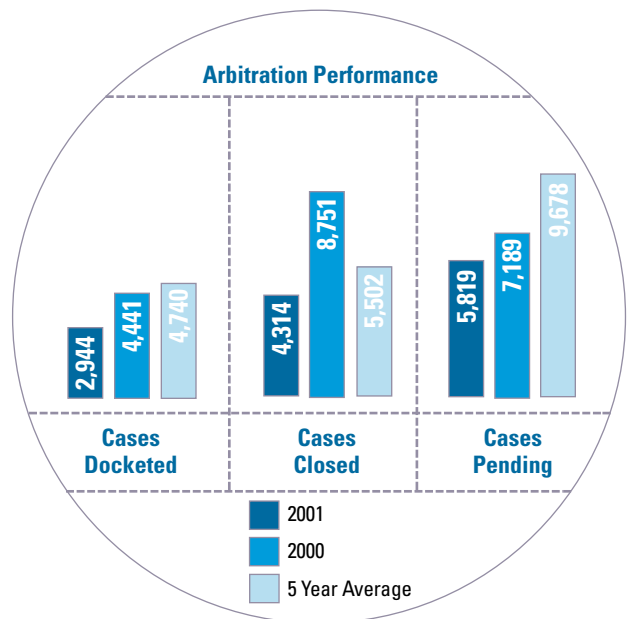 Arbitration Performance
2,944
4,441
4,740
4,314
8,751
5,502
5,819
7,189
9,678
Cases
Docketed
Cases
Closed
Cases
Pending
2001
2000
5 Year Average